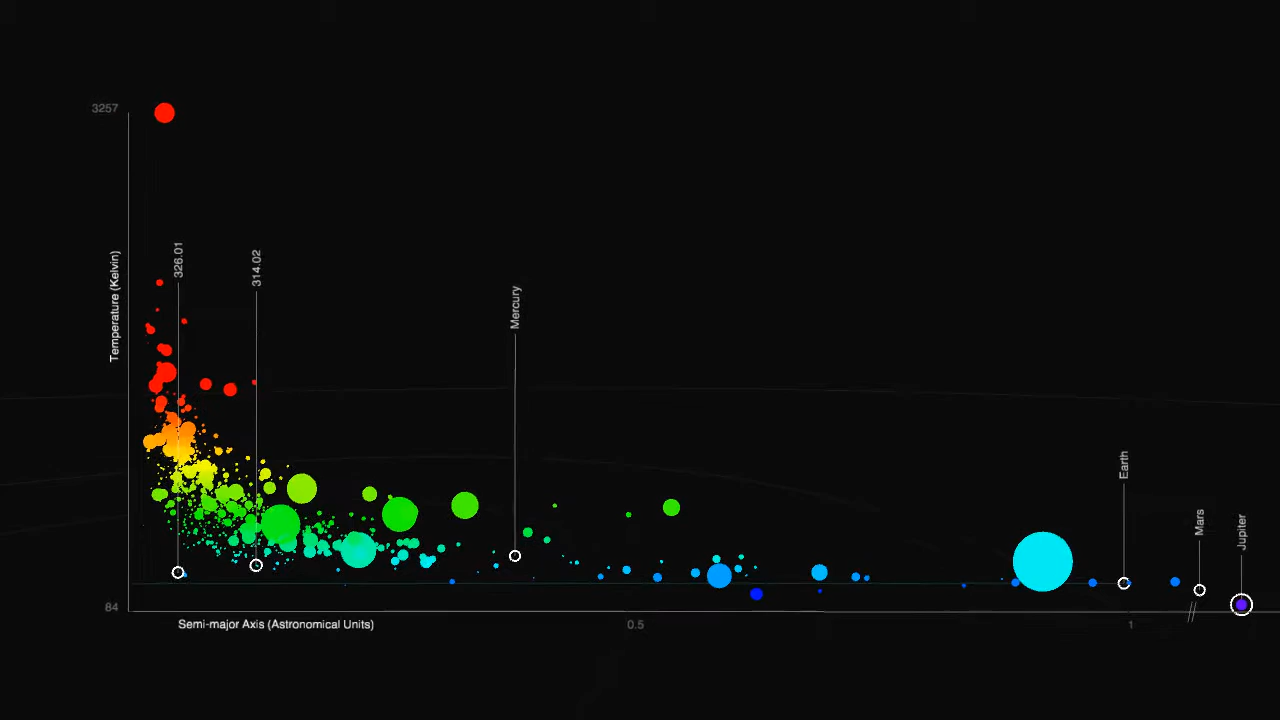 3257
Temperature (Kelvin)
326.01
314.02
Mercury
Earth
Mars
Jupiter
84
Semi-major Axis (Astronomical Units)
0.5
1